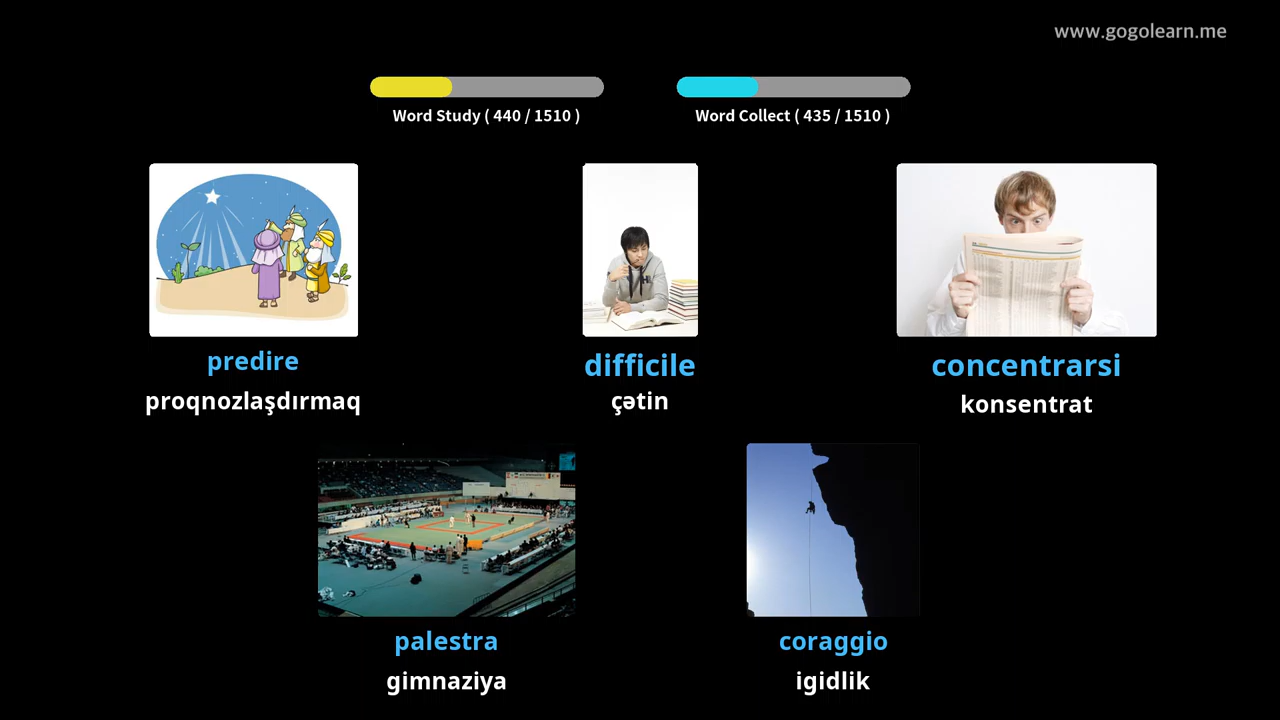 www.gogolearn.me
Word Study ( 440 / 1510 )
Word Collect ( 435 / 1510 )
predire
proqnozlaşdırmaq
difficile
çətin
concentrarsi
konsentrat
palestra
gimnaziya
coraggio
igidlik